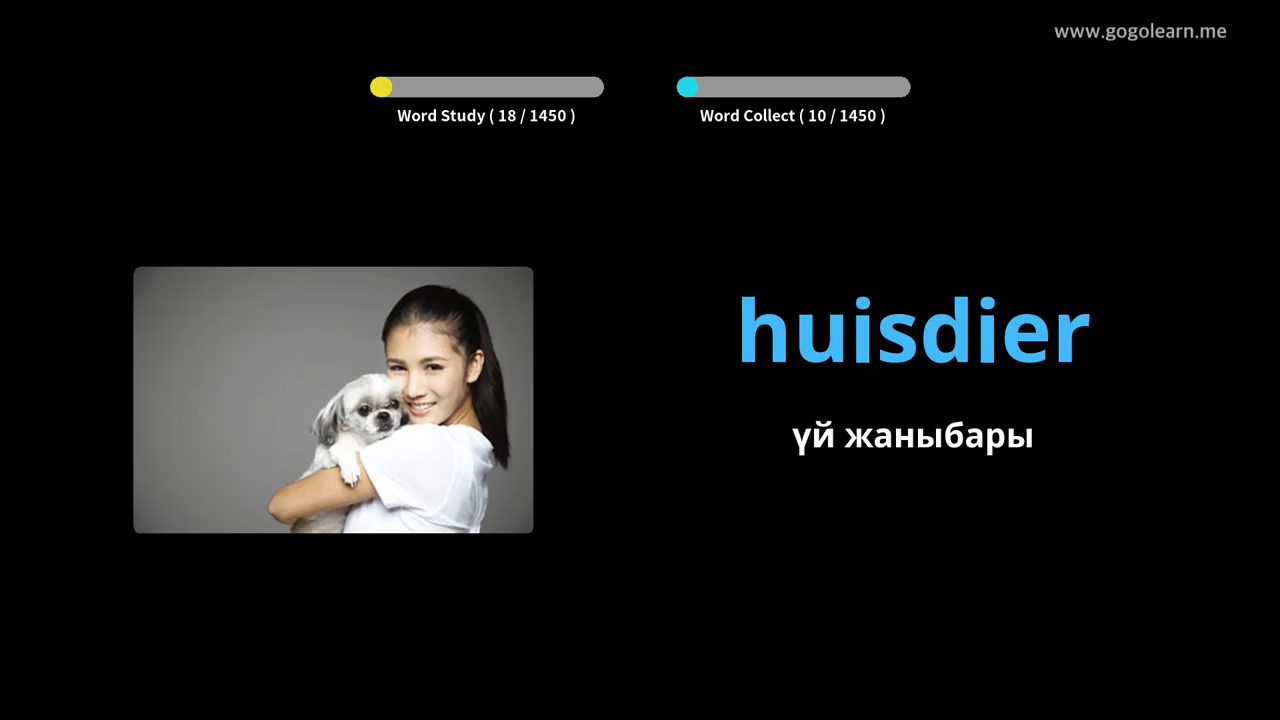 www.gogolearn.me
Word Study ( 18 / 1450 )
Word Collect ( 10 / 1450 )
huisdier
үй жаныбары